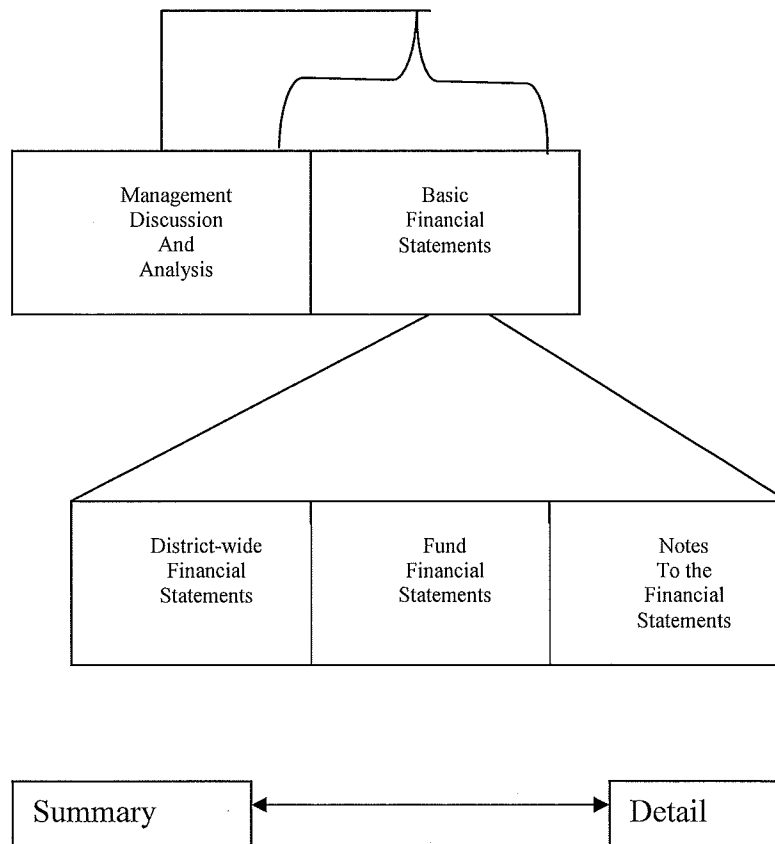 Management
Discussion
And
Analysis
Basic
Financial
Statements
District-wide
Financial
Statements
Fund
Financial
Statements
Notes
To the
Financial
Statements
Summary
Detail